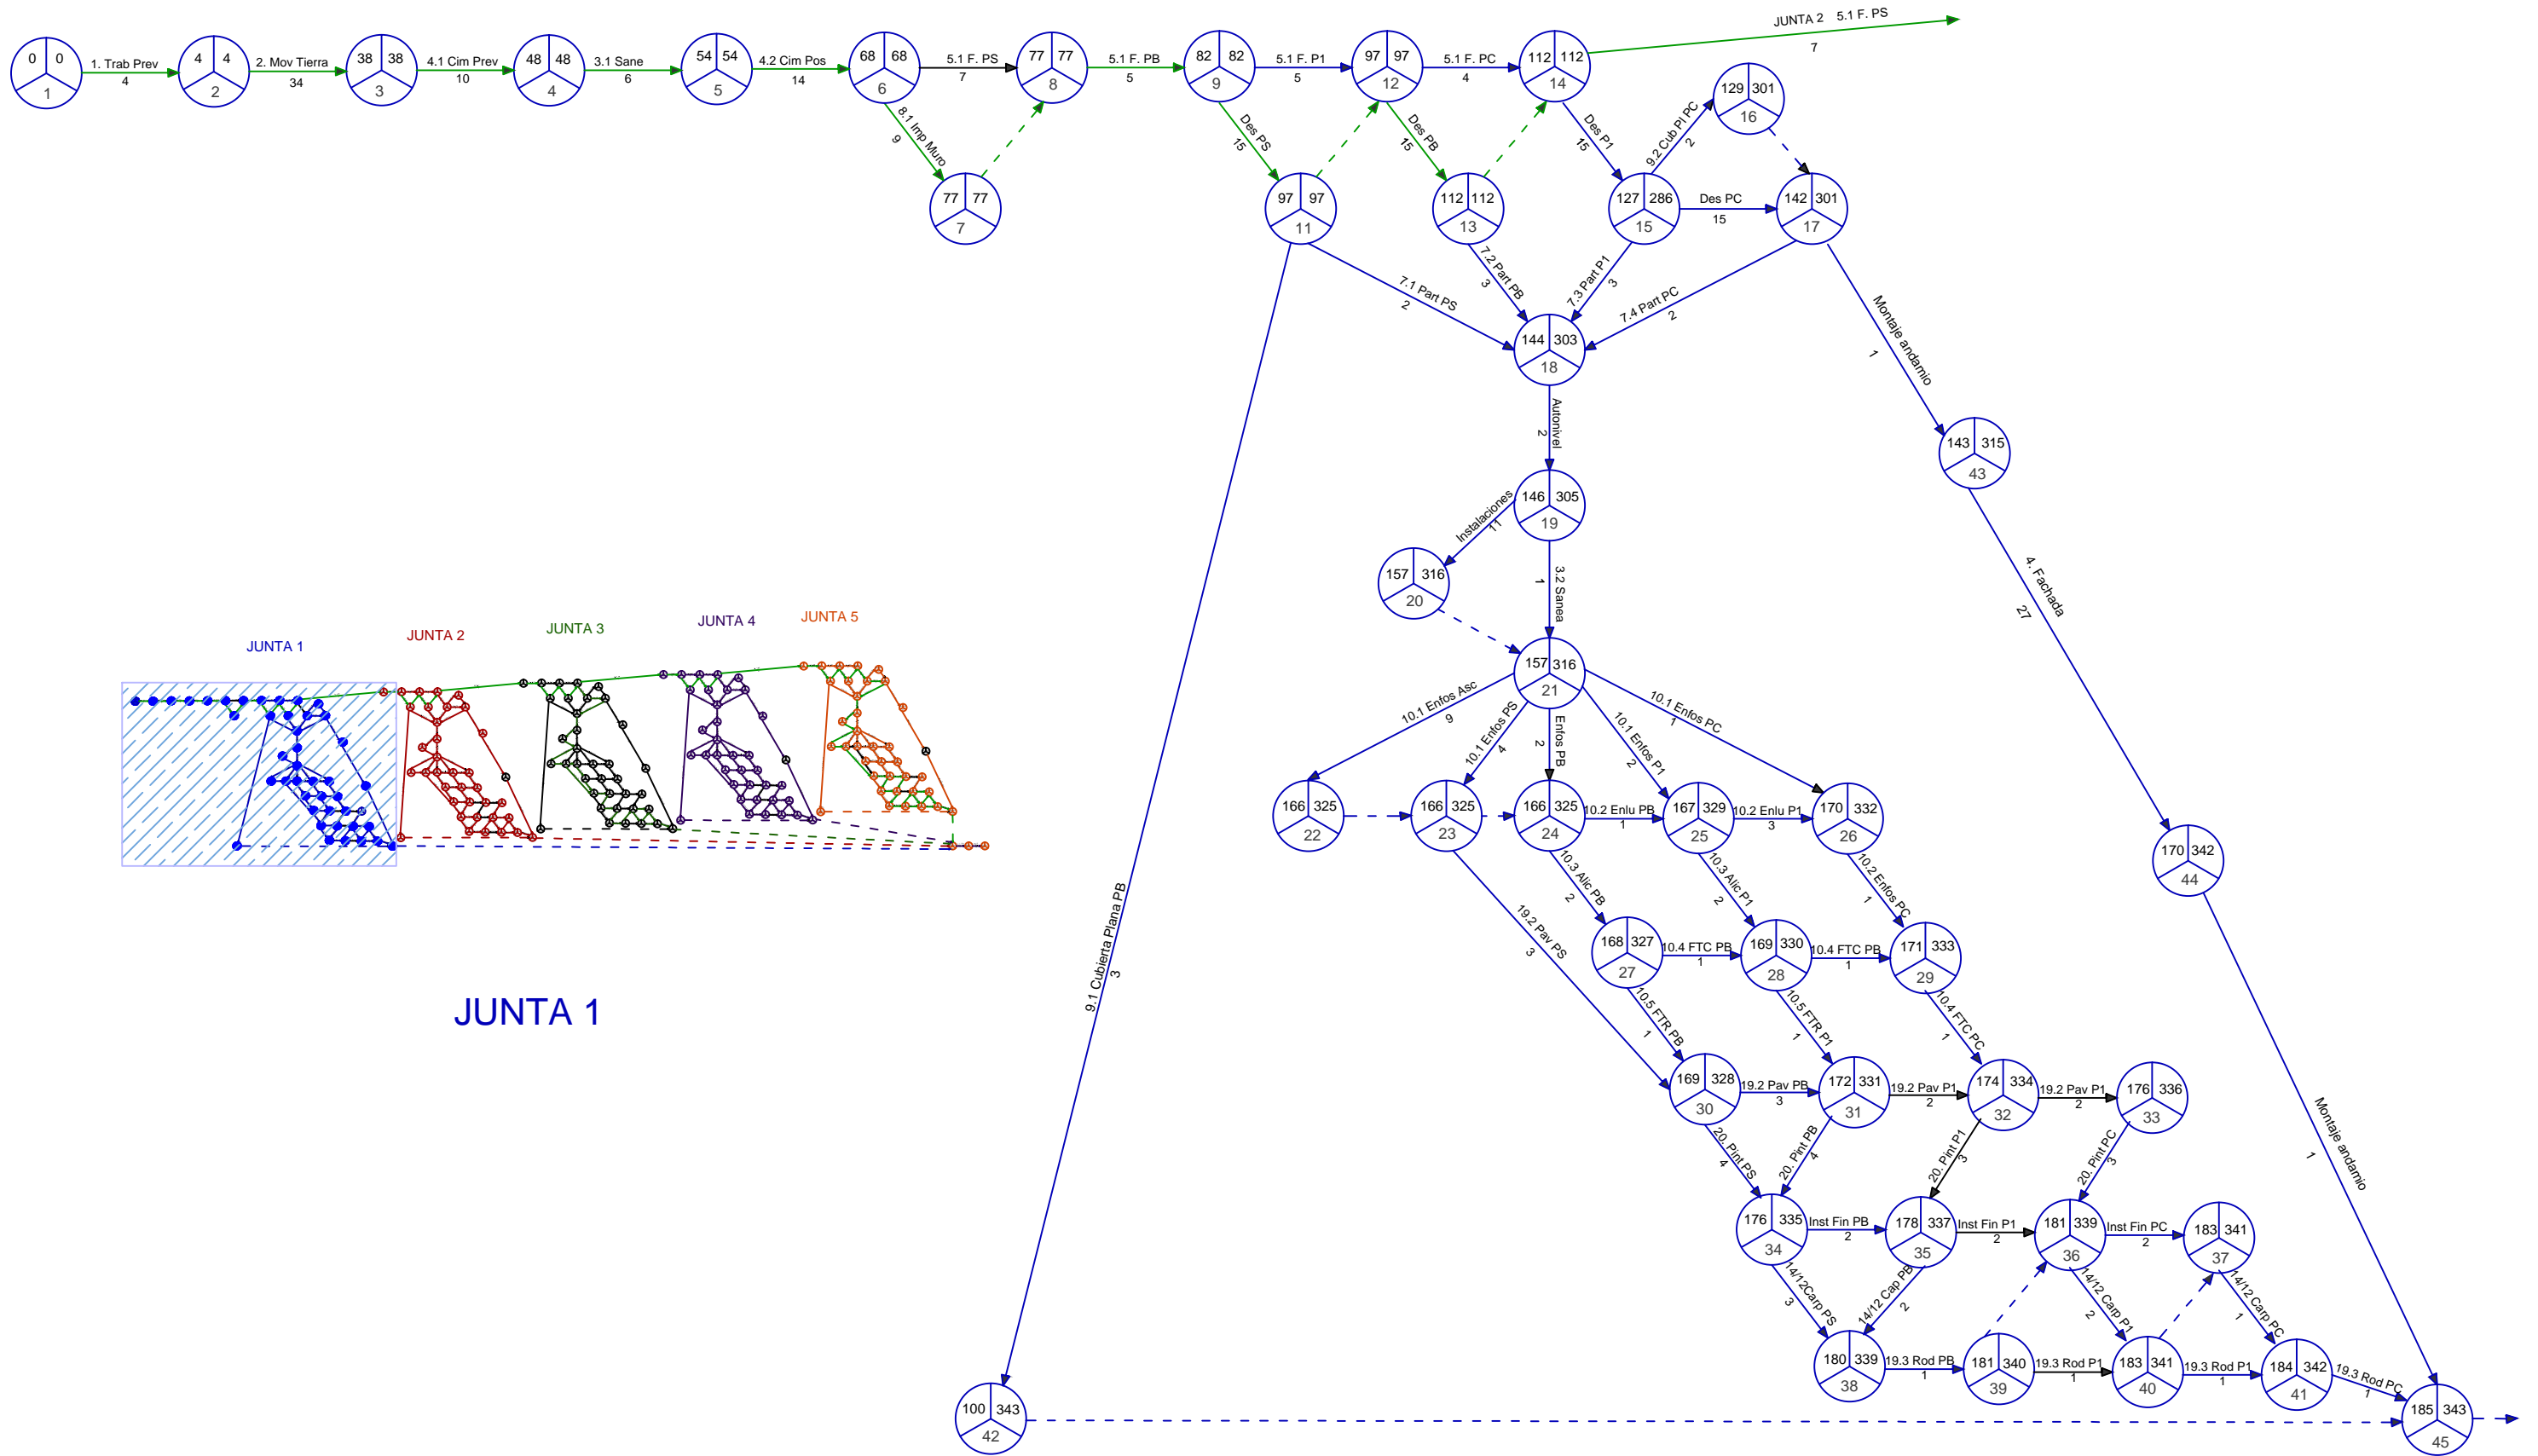 JUNTA 2 5.1 F. PS
7
0 0
1
1. Trab Prev
4
4 4
2
2. Mov Tierra
34
38 38
3
4.1 Cim Prev
10
48 48
4
3.1 Sane
6
54 54
5
4.2 Cim Pos
14
68 68
6
5.1 F. PS
7
77 77
8
5.1 F. PB
5
82 82
9
5.1 F. P1
5
97 97
12
5.1 F. PC
4
112 112
14
8.1 Imp Muro
9
77 77
7
Des PS
15
97 97
11
Des PB
15
112 112
13
Des P1
15
127 286
15
9.2 Cub Pl PC
2
129 301
16
Des PC
15
142 301
17
7.1 Part PS
2
7.2 Part PB
3
7.3 Part P1
3
7.4 Part PC
2
144 303
18
Montaje andamio
1
143 315
43
Autonivel
2
146 305
19
Instalaciones
11
157 316
20
3.2 Sanea
1
157 316
21
4. Fachada
27
170 342
44
10.1 Enfos Asc
9
10.1 Enfos PS
4
Enfos PB
2
10.1 Enfos P1
2
10.1 Enfos PC
1
166 325
22
166 325
23
166 325
24
10.2 Enlu PB
1
167 329
25
10.2 Enlu P1
3
170 332
26
19.2 Pav PS
3
10.3 Alic PB
2
10.3 Alic P1
2
10.2 Enfos PC
1
168 327
27
10.4 FTC PB
1
169 330
28
10.4 FTC PB
1
171 333
29
10.5 FTR PB
1
10.5 FTR P1
1
10.4 FTC PC
1
169 328
30
19.2 Pav PB
3
172 331
31
19.2 Pav P1
2
174 334
32
19.2 Pav P1
2
176 336
33
20. Pint PS
4
20. Pint PB
4
20. Pint P1
3
20. Pint PC
3
176 335
34
Inst Fin PB
2
178 337
35
Inst Fin P1
2
181 339
36
Inst Fin PC
2
183 341
37
14/12Carp PS
3
14/12 Cap PB
2
14/12 Carp P1
2
14/12 Carp PC
1
180 339
38
19.3 Rod PB
1
181 340
39
19.3 Rod P1
1
183 341
40
19.3 Rod P1
1
184 342
41
19.3 Rod PC
1
Montaje andamio
1
9.1 Cubierta Plana PB
3
100 343
42
185 343
45
JUNTA 1
JUNTA 2
JUNTA 3
JUNTA 4
JUNTA 5
JUNTA 1